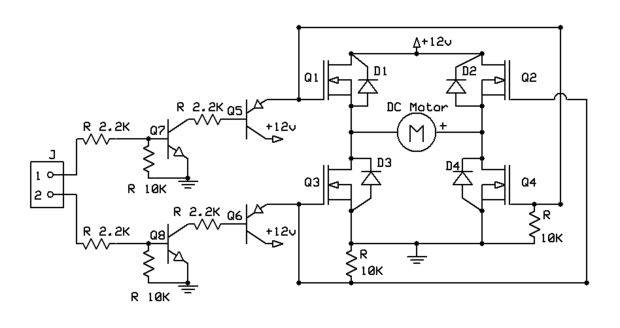 +12v
Q1
D1
D2
Q2
R 2.2K
Q5
DC Motor
R 2.2K
Q7
+12v
M
+
J
1
2
R 10K
Q3
D3
D4
Q4
R 2.2K
Q6
R
10K
R 2.2K
Q8
+12v
R
10K
R 10K